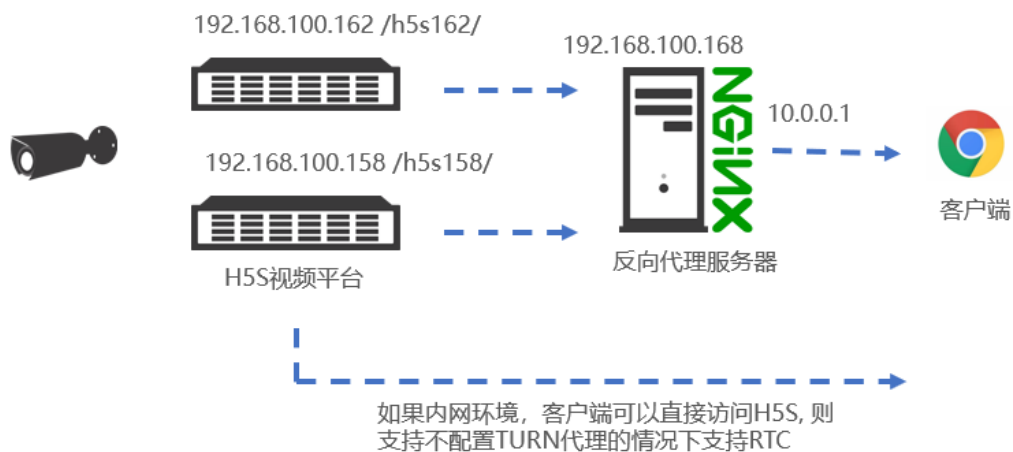 192.168.100.162 /h5s162/
192.168.100.168
NGiNX
10.0.0.1
192.168.100.158 /h5s158/
客户端
反向代理服务器
H5S视频平台
如果内网环境，客户端可以直接访问H5S, 则
支持不配置TURN代理的情况下支持RTC